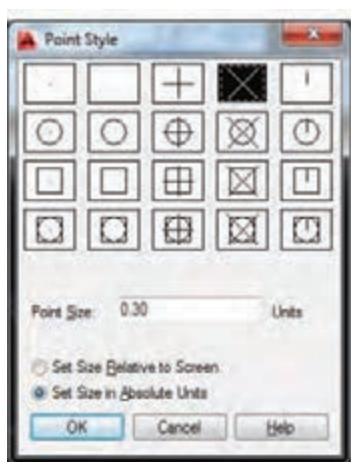 Point Style
Point Size: 0.30 Units
Set Size Relative to Screen
Set Size in Absolute Units
OK Cancel Help